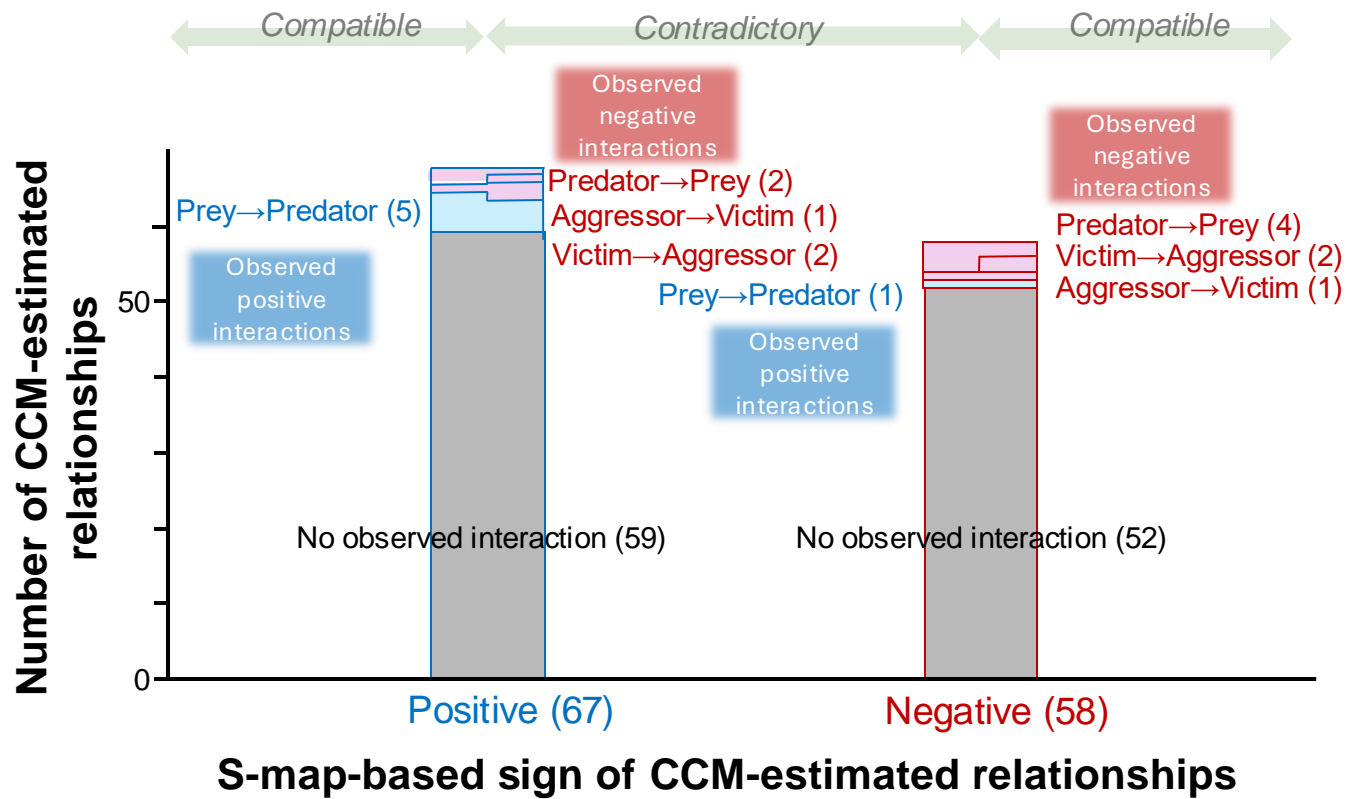 Compatible
Contradictory
Compatible
Observed
negative
interactions
Observed
negative
interactions
Predator→Prey (2)
Prey→Predator (5)
Aggressor→Victim (1)
Predator→Prey (4)
Victim→Aggressor (2)
Victim→Aggressor (2)
Observed
positive
interactions
Prey→Predator (1)
Aggressor→Victim (1)
Observed
positive
interactions
50
0
Number of CCM-estimated
relationships
No observed interaction (59)
No observed interaction (52)
Positive (67)
Negative (58)
S-map-based sign of CCM-estimated relationships